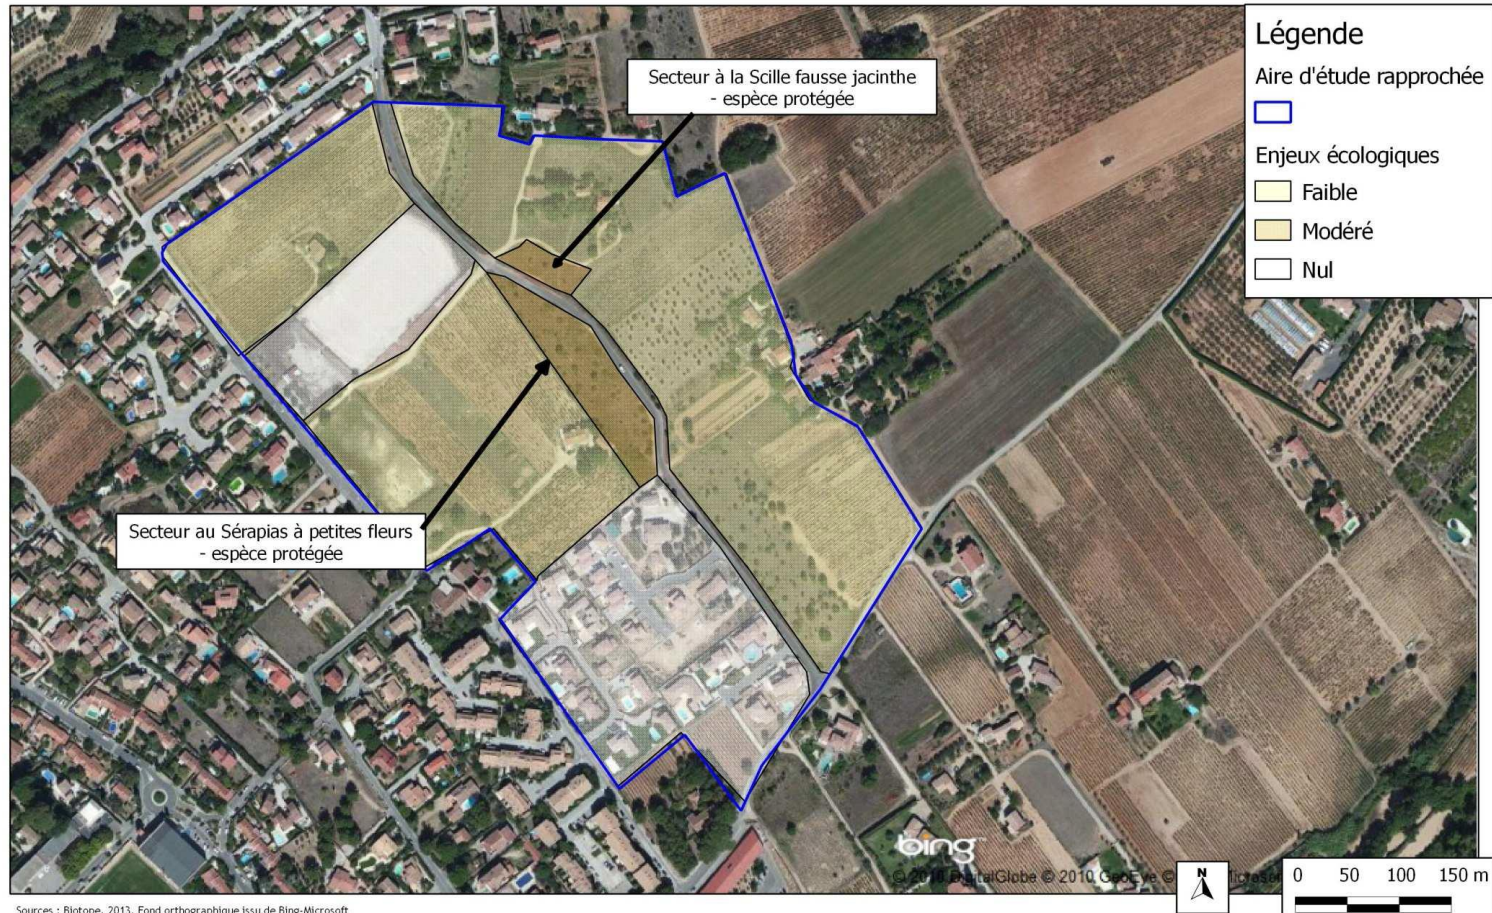 Légende
Aire d'étude rapprochée
Enjeux écologiques
Faible
Modéré
Nul
Secteur à la Scille fausse jacinthe
- espèce protégée
Secteur au Sérapias à petites fleurs
- espèce protégée
bing
© 2010 DigitalGlobe © 2010 GeoEye ©
N
0 50 100 150 m
Sources : Biotope, 2013. Fond orthographique issu de Bing-Microsoft